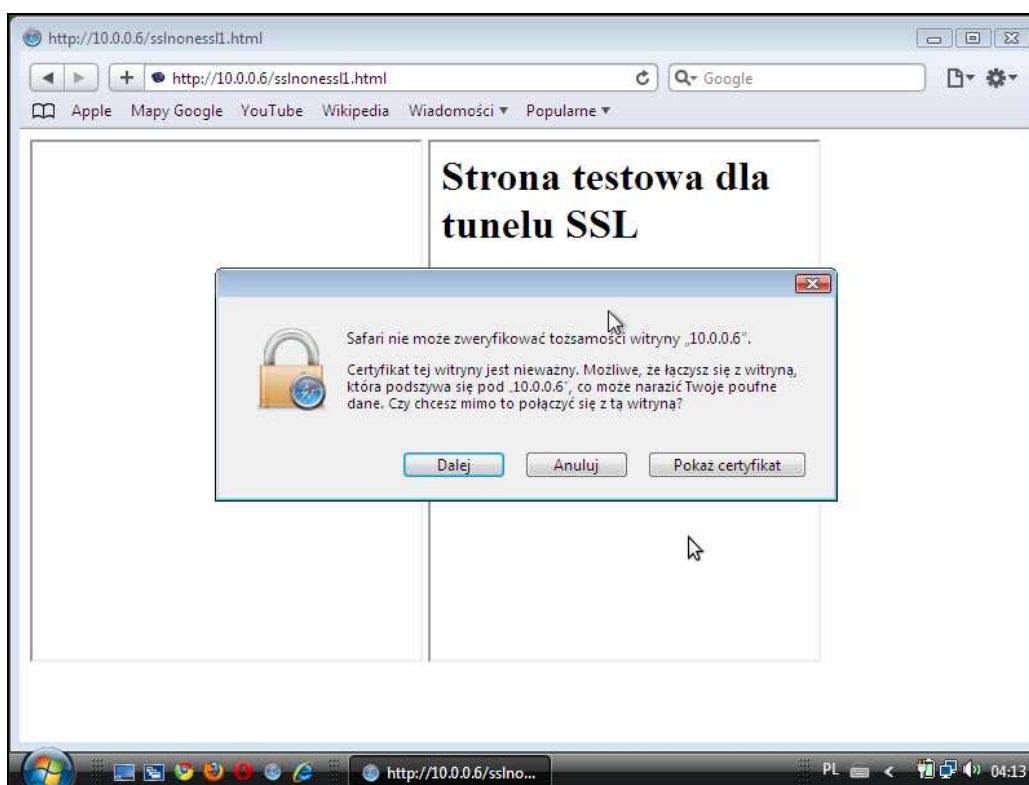 http://10.0.0.6/sslnonessl1.html
http://10.0.0.6/sslnonessl1.html
Google
Apple Mapy Google YouTube Wikipedia Wiadomości Popularne
Strona testowa dla
tunelu SSL
Safari nie może zweryfikować tożsamości witryny „10.0.0.6”.
Certyfikat tej witryny jest nieważny. Możliwe, że łączysz się z witryną,
która podszywa się pod „10.0.0.6”, co może narazić Twoje poufne
dane. Czy chcesz mimo to połączyć się z tą witryną?
Dalej Anuluj Pokaż certyfikat
http://10.0.0.6/sslno... PL 04:13